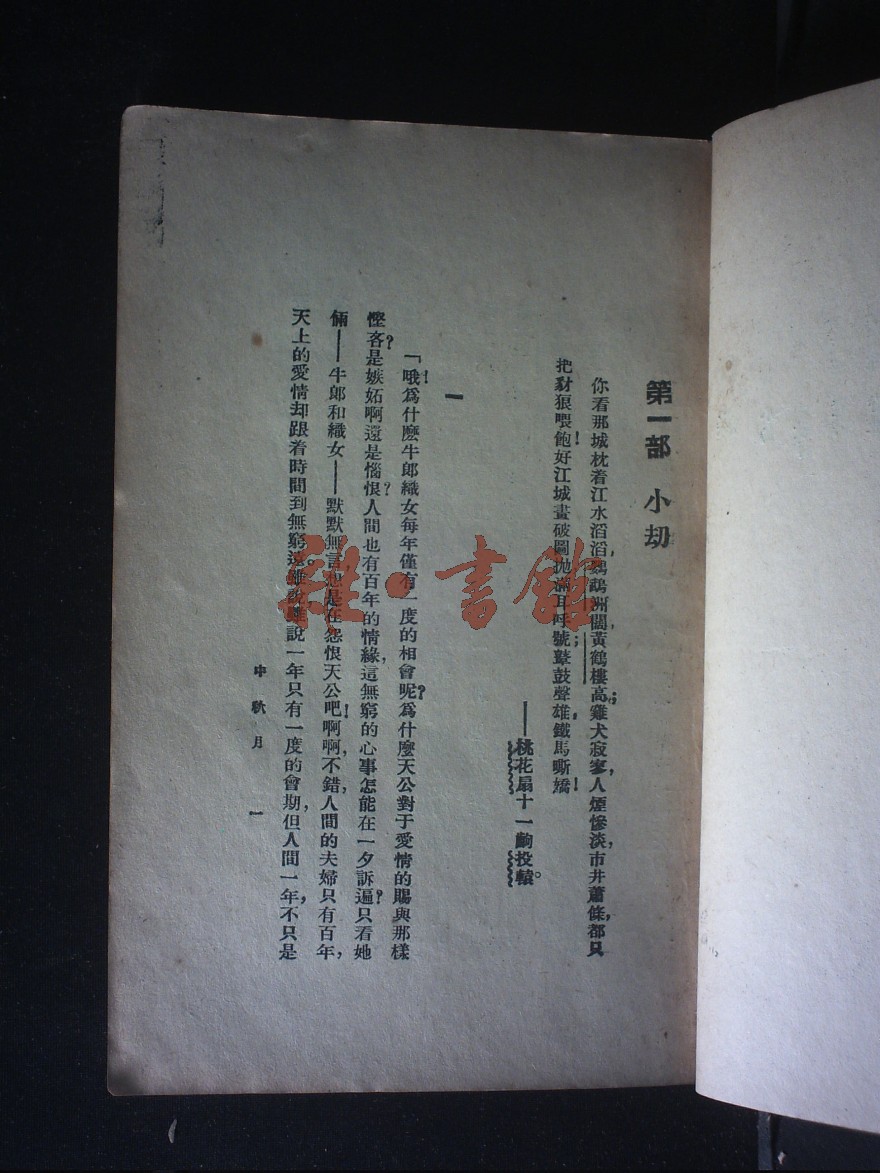 第一部 小刼
你看那城枕着江水滔滔,鸚鵡洲闊,黃鶴樓高;雞犬寂寥,人煙慘淡,市井蕭條,都只
把豺狼喂飽!好江城畫破圖拋;滿耳呼號,鼙鼓聲雄,鐵馬嘶嬌!
——桃花扇十一齣投轅。
一
「哦!爲什麼牛郎織女每年僅有一度的相會呢?爲什麼天公對于愛情的賜與那樣
慳吝?是嫉妬啊還是惱恨?人間也有百年的情緣,這無窮的心事怎能在一夕訴遍?只看她
倆——牛郎和織女——默默無言想是在怨恨天公吧!啊啊,不錯,人間的夫婦只有百年,
天上的愛情却跟着時間到無窮遠。雖說說一年只有一度的會期,但人間一年,不只是
中秋月 一
雜·書館